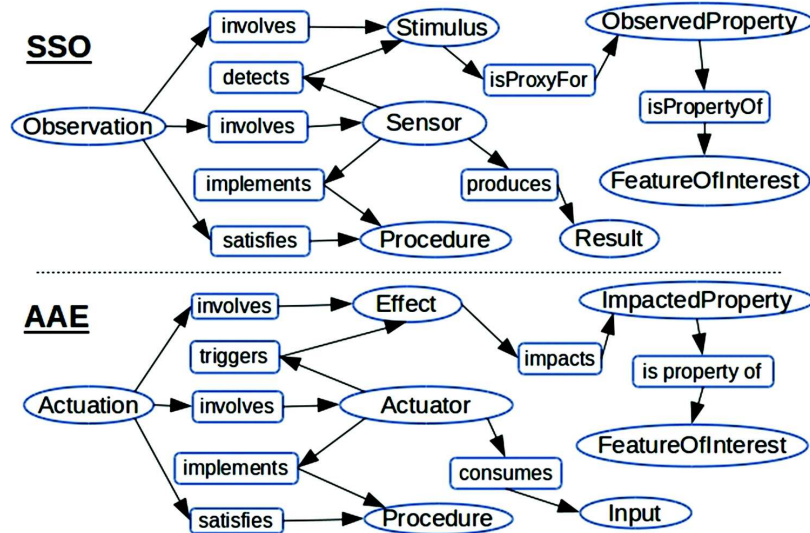 SSO
involves
Stimulus
ObservedProperty
detects
isProxyFor
isPropertyOf
Observation
involves
Sensor
implements
produces
FeatureOfInterest
satisfies
Procedure
Result
AAE
involves
Effect
ImpactedProperty
triggers
impacts
is property of
Actuation
involves
Actuator
FeatureOfInterest
implements
consumes
satisfies
Procedure
Input